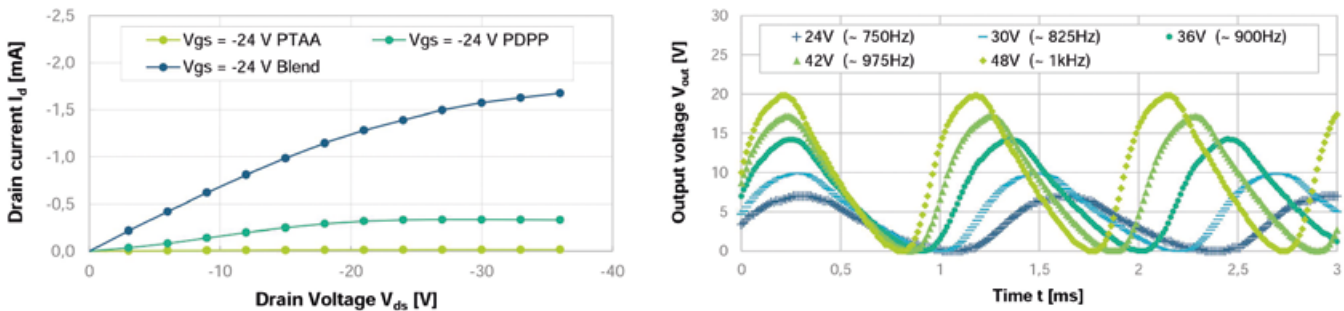 Drain current Id [mA]
-2,5
-2,0
-1,5
-1,0
-0,5
0,0
Vgs = -24 V PTAA
Vgs = -24 V PDPP
Vgs = -24 V Blend
0
-10
-20
-30
-40
Drain Voltage Vds [V]
Output voltage Vout [V]
30
25
20
15
10
5
0
24V (~ 750Hz)
30V (~ 825Hz)
36V (~ 900Hz)
42V (~ 975Hz)
48V (~ 1kHz)
0
0,5
1
1,5
2
2,5
3
Time t [ms]